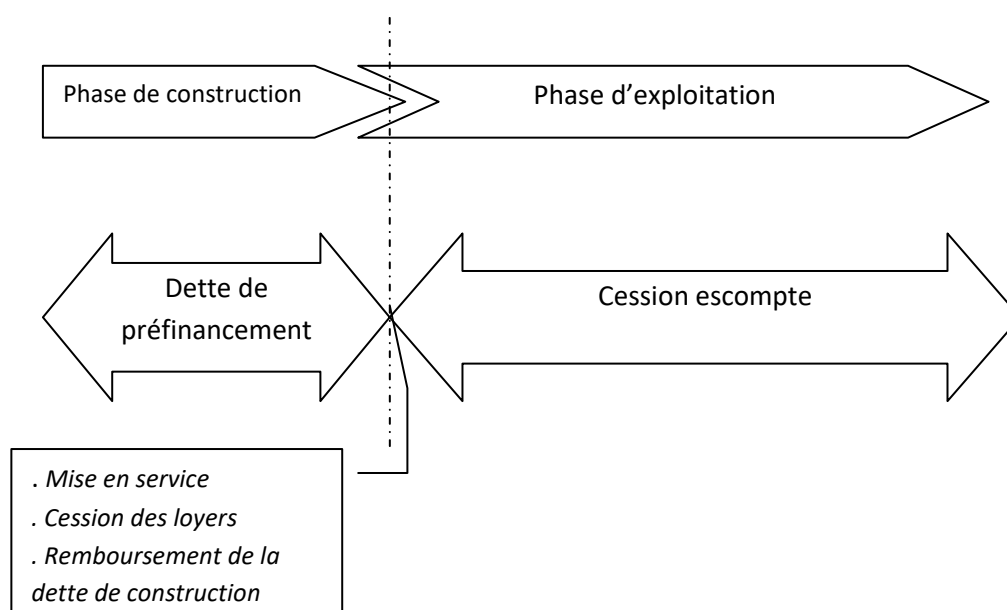 Phase de construction
Phase d’exploitation
Dette de
préfinancement
Cession escompte
. Mise en service
. Cession des loyers
. Remboursement de la
dette de construction